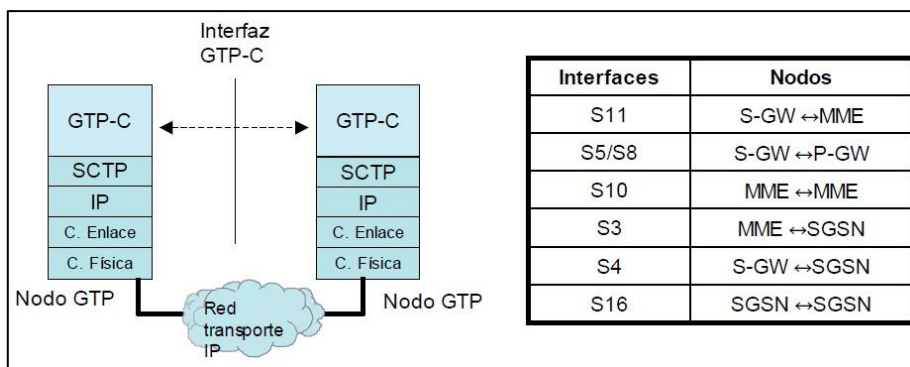 Interfaz
GTP-C
GTP-C
SCTP
IP
C. Enlace
C. Física
Nodo GTP
GTP-C
SCTP
IP
C. Enlace
C. Física
Nodo GTP
Red
transporte
IP
Interfaces Nodos
S11 S-GW ↔MME
S5/S8 S-GW ↔P-GW
S10 MME ↔MME
S3 MME ↔SGSN
S4 S-GW ↔SGSN
S16 SGSN ↔SGSN